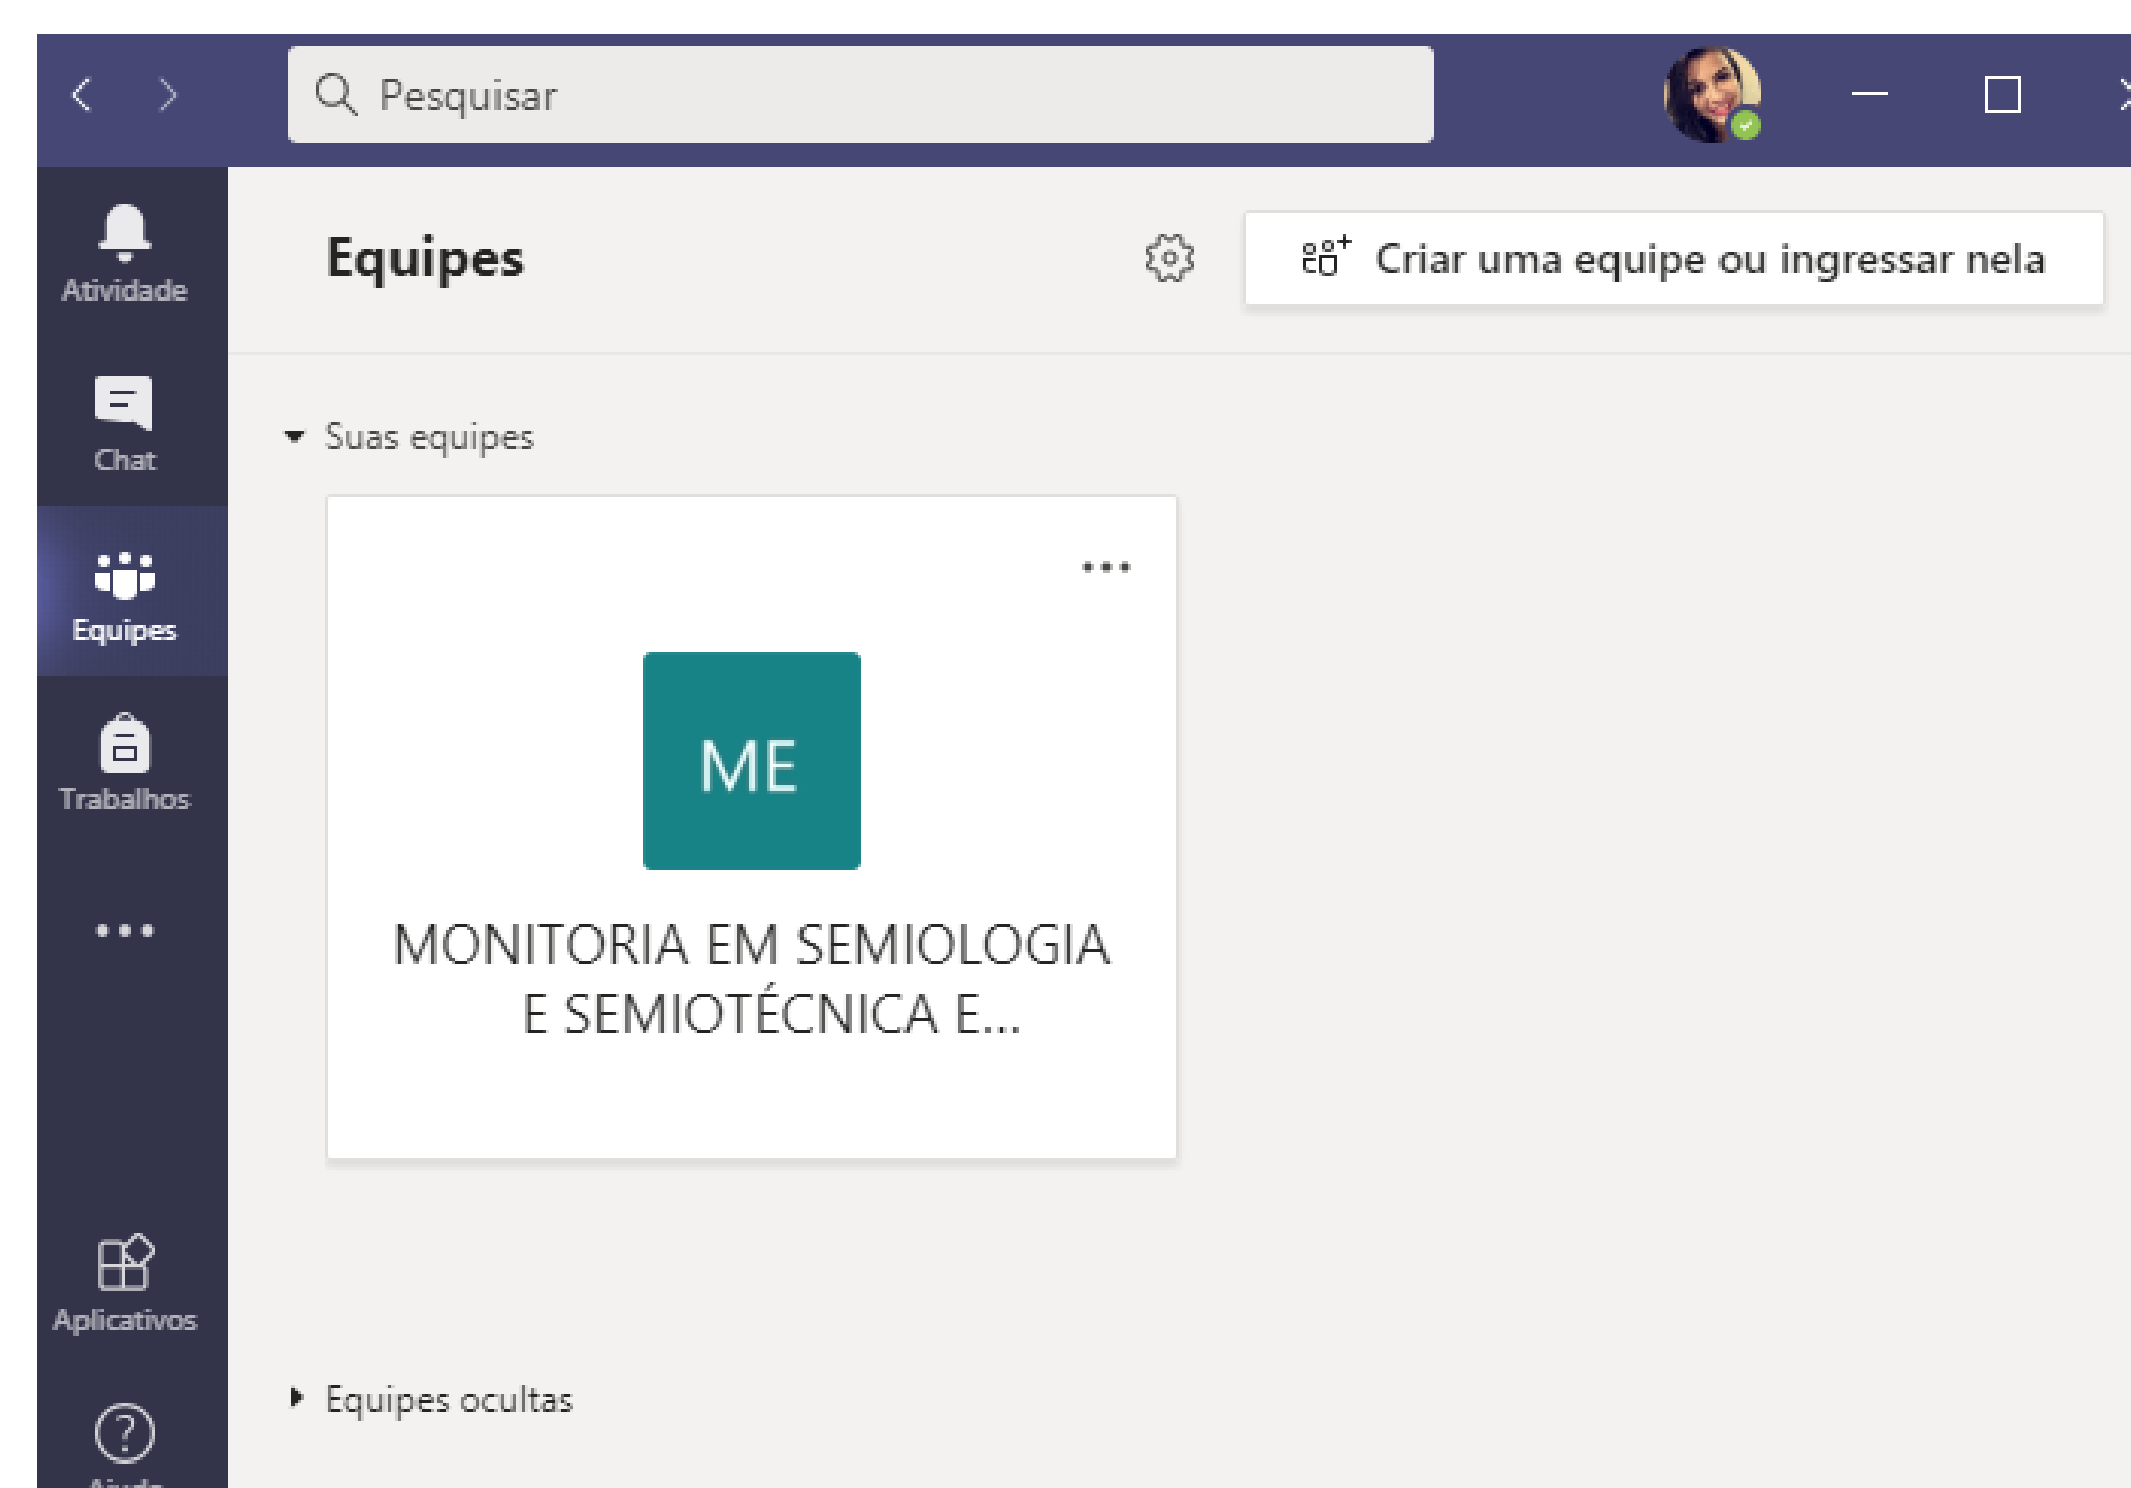 Pesquisar
Atividade
Chat
Equipes
Trabalhos
Aplicativos
Equipes
Criar uma equipe ou ingressar nela
Suas equipes
ME
MONITORIA EM SEMIOLOGIA
E SEMIOTÉCNICA E...
Equipes ocultas